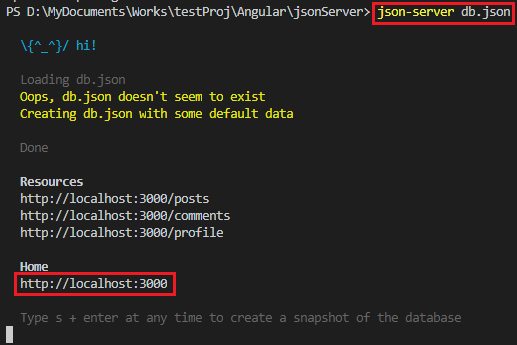 PS D:\MyDocuments\Works\testProj\Angular\jsonServer> json-server db.json
\{^_^}/ hi!
Loading db.json
Oops, db.json doesn't seem to exist
Creating db.json with some default data
Done
Resources
http://localhost:3000/posts
http://localhost:3000/comments
http://localhost:3000/profile
Home
http://localhost:3000
Type s + enter at any time to create a snapshot of the database